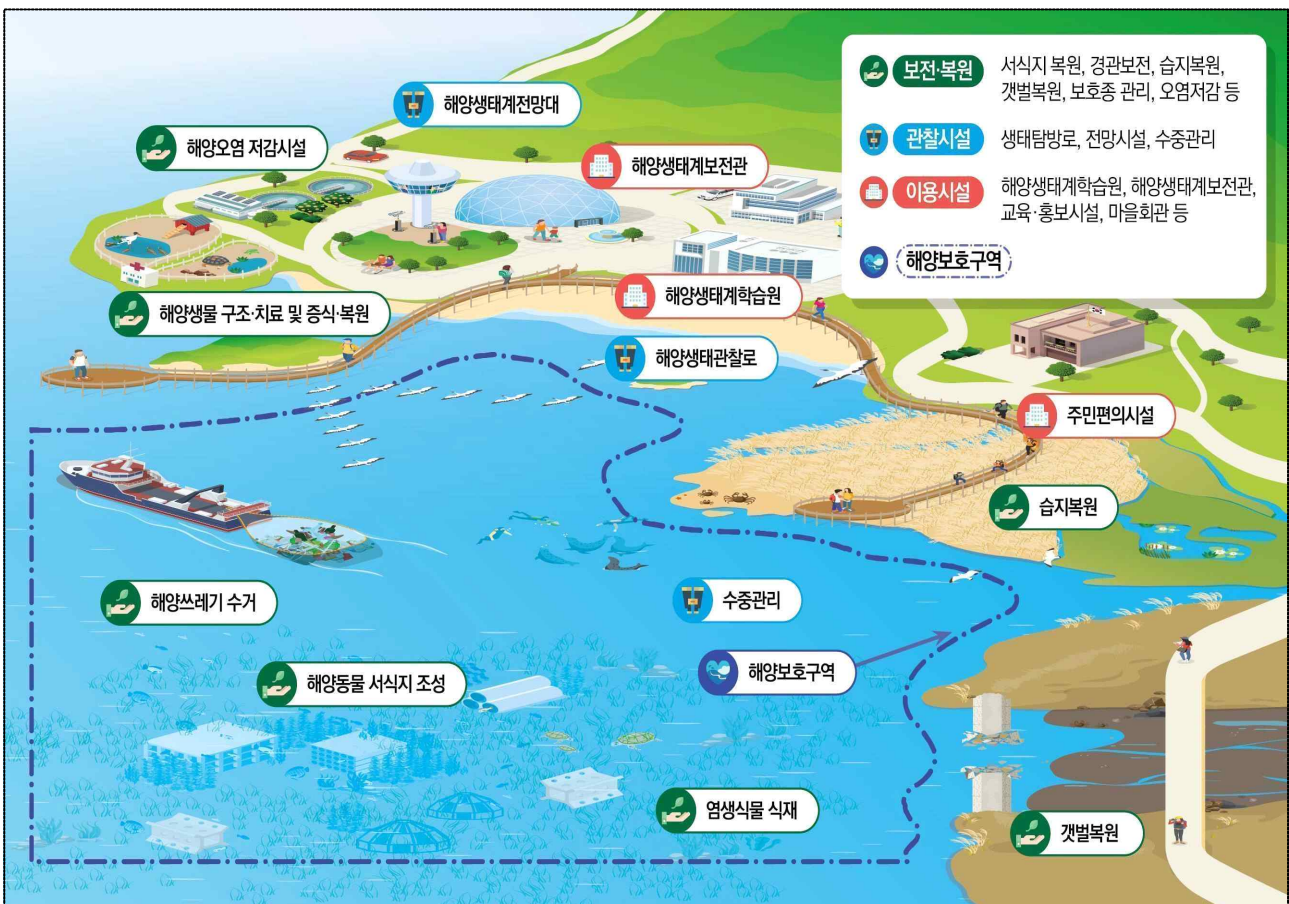 보전·복원
서식지 복원, 경관보전, 습지복원,
갯벌복원, 보호종 관리, 오염저감 등
관찰시설
생태탐방로, 전망시설, 수중관리
이용시설
해양생태계학습원, 해양생태계보전관,
교육·홍보시설, 마을회관 등
해양보호구역
해양생태계전망대
해양오염 저감시설
해양생태계보전관
해양생태계학습원
해양생물 구조·치료 및 증식·복원
해양생태관찰로
주민편의시설
습지복원
해양쓰레기 수거
수중관리
해양보호구역
해양동물 서식지 조성
염생식물 식재
갯벌복원